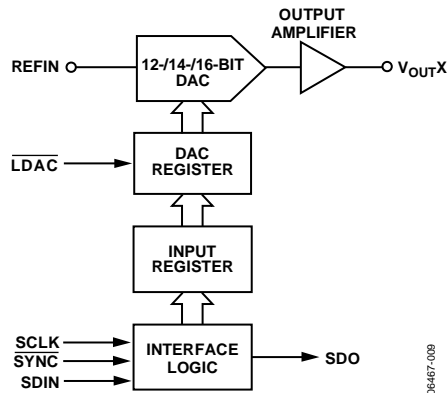 OUTPUT
AMPLIFIER
REFIN
12-/14-/16-BIT
DAC
VOUTX
LDAC
DAC
REGISTER
INPUT
REGISTER
SCLK
SYNC
SDIN
INTERFACE
LOGIC
SDO
06467-009